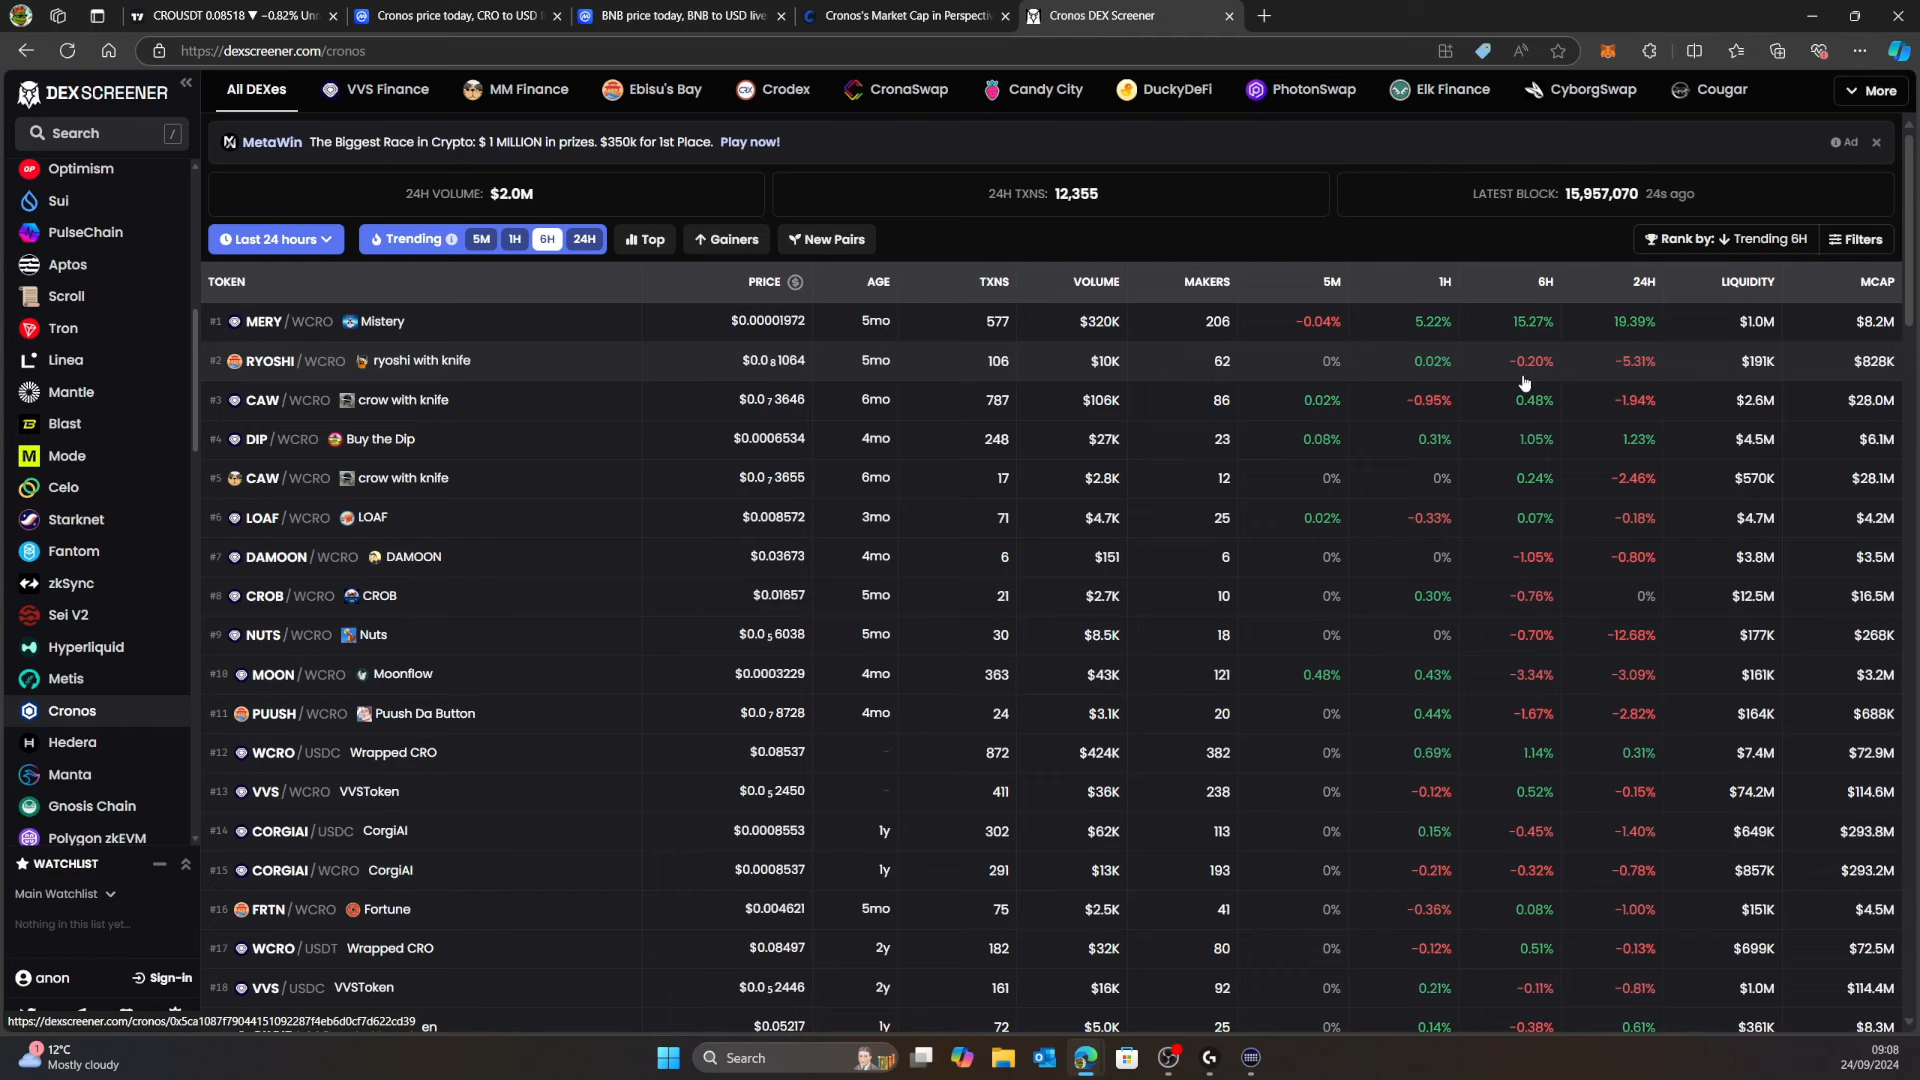 CROUSDT 0.08518 ▼ −0.82% Unn
Cronos price today, CRO to USD l
BNB price today, BNB to USD live
Cronos's Market Cap in Perspecti
Cronos DEX Screener
https://dexscreener.com/cronos
DEXSCREENER
All DEXes VVS Finance MM Finance Ebisu's Bay Crodex CronaSwap Candy City DuckyDeFi PhotonSwap Elk Finance CyborgSwap Cougar More
Search /
MetaWin The Biggest Race in Crypto: $ 1 MILLION in prizes. $350k for 1st Place. Play now! Ad
24H VOLUME: $2.0M 24H TXNS: 12,355 LATEST BLOCK: 15,957,070 24s ago
Last 24 hours Trending 5M 1H 6H 24H Top Gainers New Pairs Rank by: ↓ Trending 6H Filters
Optimism
Sui
PulseChain
Aptos
Scroll
Tron
Linea
Mantle
Blast
Mode
Celo
Starknet
Fantom
zkSync
Sei V2
Hyperliquid
Metis
Cronos
Hedera
Manta
Gnosis Chain
Polygon zkEVM
WATCHLIST
Main Watchlist
Nothing in this list yet...
anon Sign-in
TOKEN PRICE AGE TXNS VOLUME MAKERS 5M 1H 6H 24H LIQUIDITY MCAP
#1 MERY / WCRO Mistery $0.00001972 5mo 577 $320K 206 -0.04% 5.22% 15.27% 19.39% $1.0M $8.2M
#2 RYOSHI / WCRO ryoshi with knife $0.0₈1064 5mo 106 $10K 62 0% 0.02% -0.20% -5.31% $191K $828K
#3 CAW / WCRO crow with knife $0.0₇3646 6mo 787 $106K 86 0.02% -0.95% 0.48% -1.94% $2.6M $28.0M
#4 DIP / WCRO Buy the Dip $0.0006534 4mo 248 $27K 23 0.08% 0.31% 1.05% 1.23% $4.5M $6.1M
#5 CAW / WCRO crow with knife $0.0₇3655 6mo 17 $2.8K 12 0% 0% 0.24% -2.46% $570K $28.1M
#6 LOAF / WCRO LOAF $0.008572 3mo 71 $4.7K 25 0.02% -0.33% 0.07% -0.18% $4.7M $4.2M
#7 DAMOON / WCRO DAMOON $0.03673 4mo 6 $151 6 0% 0% -1.05% -0.80% $3.8M $3.5M
#8 CROB / WCRO CROB $0.01657 5mo 21 $2.7K 10 0% 0.30% -0.76% 0% $12.5M $16.5M
#9 NUTS / WCRO Nuts $0.0₅6038 5mo 30 $8.5K 18 0% 0% -0.70% -12.68% $177K $268K
#10 MOON / WCRO Moonflow $0.0003229 4mo 363 $43K 121 0.48% 0.43% -3.34% -3.09% $161K $3.2M
#11 PUUSH / WCRO Puush Da Button $0.0₇8728 4mo 24 $3.1K 20 0% 0.44% -1.67% -2.82% $164K $688K
#12 WCRO / USDC Wrapped CRO $0.08537 - 872 $424K 382 0% 0.69% 1.14% 0.31% $7.4M $72.9M
#13 VVS / WCRO VVSToken $0.0₅2450 - 411 $36K 238 0% -0.12% 0.52% -0.15% $74.2M $114.6M
#14 CORGIAI / USDC CorgiAI $0.0008553 1y 302 $62K 113 0% 0.15% -0.45% -1.40% $649K $293.8M
#15 CORGIAI / WCRO CorgiAI $0.0008537 1y 291 $13K 193 0% -0.21% -0.32% -0.78% $857K $293.2M
#16 FRTN / WCRO Fortune $0.004621 5mo 75 $2.5K 41 0% -0.36% 0.08% -1.00% $151K $4.5M
#17 WCRO / USDT Wrapped CRO $0.08497 2y 182 $32K 80 0% -0.12% 0.51% -0.13% $699K $72.5M
#18 VVS / USDC VVSToken $0.0₅2446 2y 161 $16K 92 0% 0.21% -0.11% -0.81% $1.0M $114.4M
en $0.05217 1y 72 $5.0K 25 0% 0.14% -0.38% 0.61% $361K $8.3M
https://dexscreener.com/cronos/0x5ca1087f79044151092287f4eb6d0cf7d622cd39
1 12°C
Mostly cloudy
Search
09:08
24/09/2024